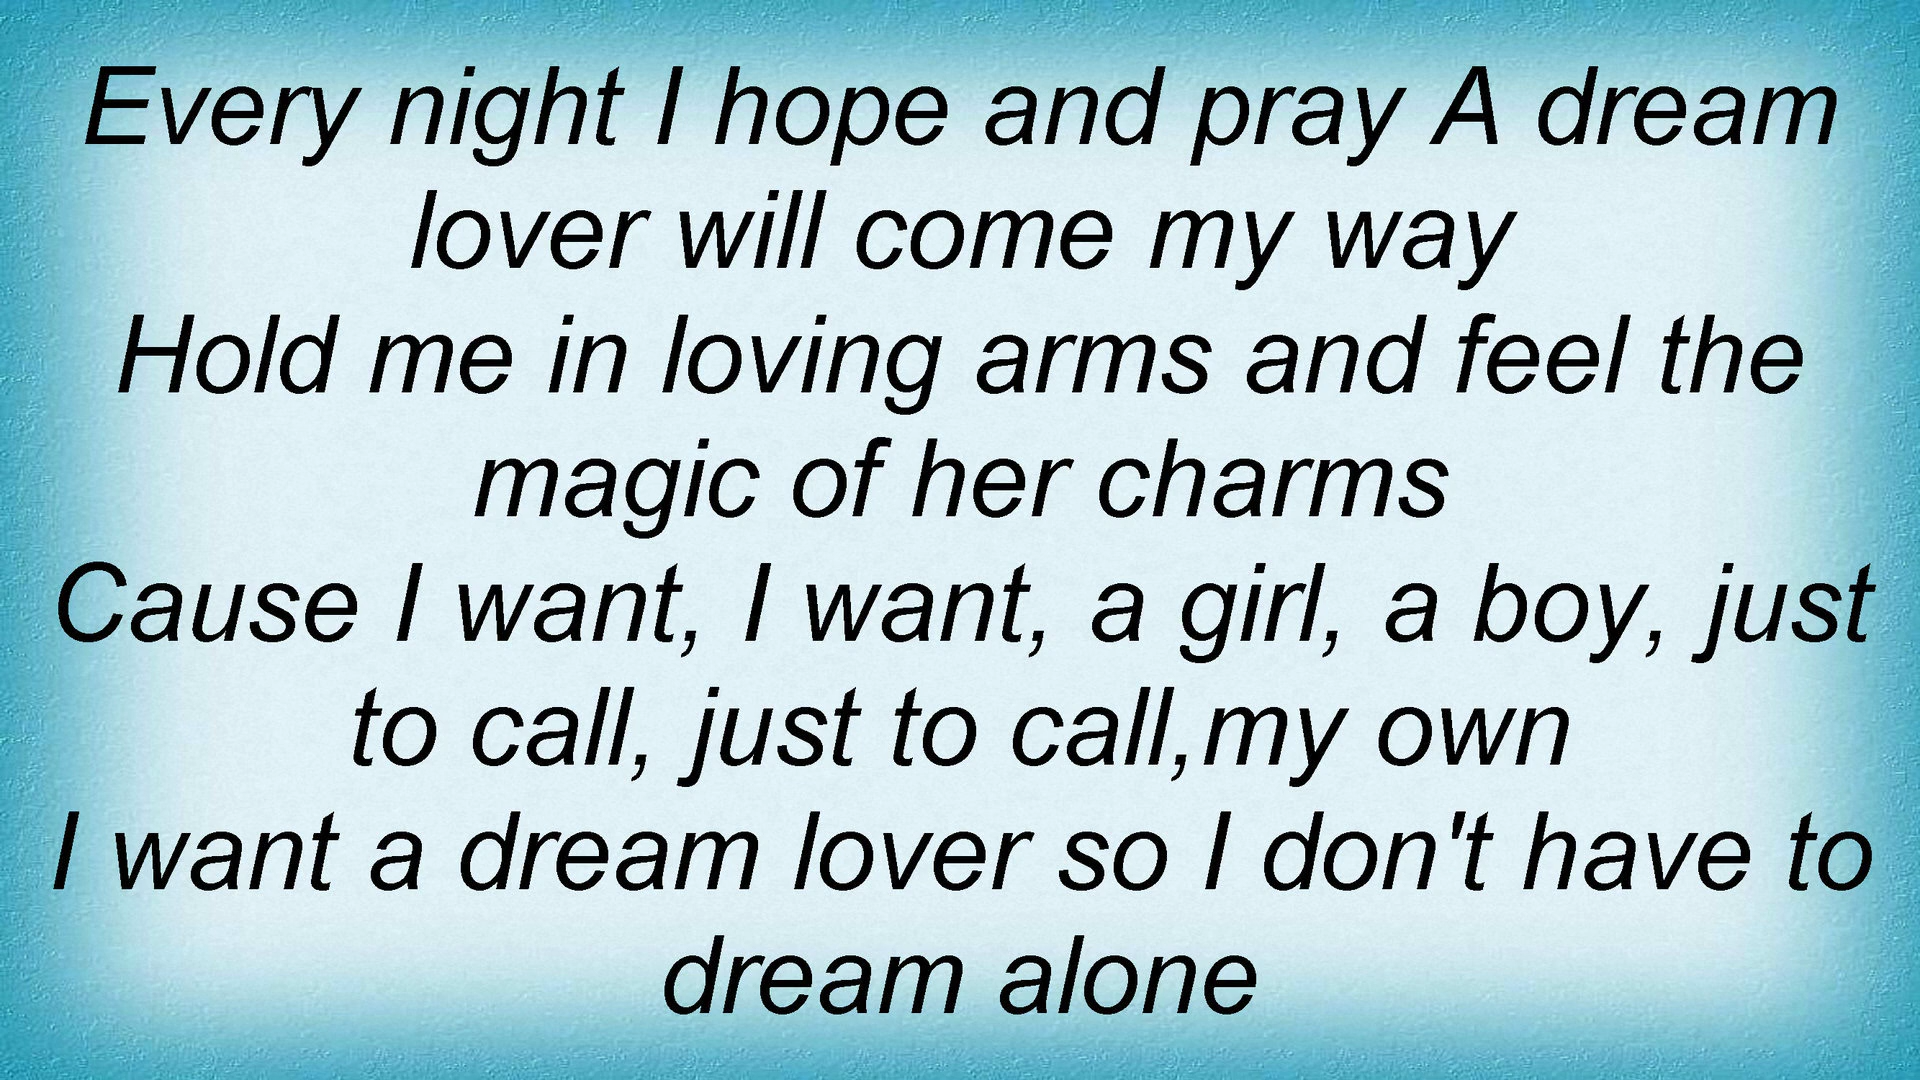 Every night I hope and pray A dream
lover will come my way
Hold me in loving arms and feel the
magic of her charms
Cause I want, I want, a girl, a boy, just
to call, just to call,my own
I want a dream lover so I don't have to
dream alone